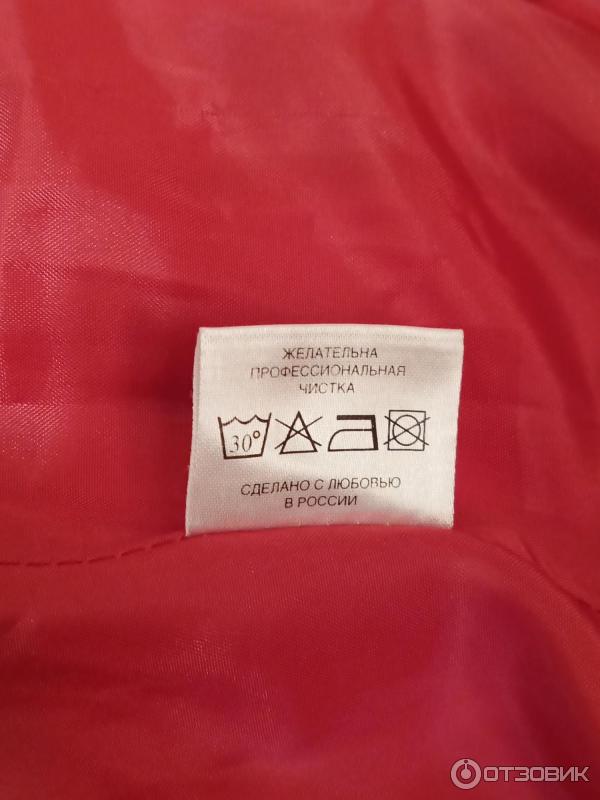 ЖЕЛАТЕЛЬНА
ПРОФЕССИОНАЛЬНАЯ
ЧИСТКА
30°
СДЕЛАНО С ЛЮБОВЬЮ
В РОССИИ
ОТЗОВИК